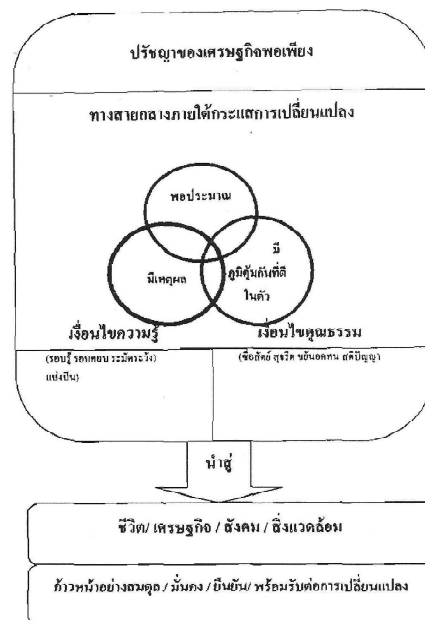 ปรัชญาของเศรษฐกิจพอเพียง
ทางสายกลางภายใต้กระแสการเปลี่ยนแปลง
พอประมาณ
มีเหตุผล
มี
ภูมิคุ้มกันที่ดี
ในตัว
เงื่อนไขความรู้
เงื่อนไขคุณธรรม
(รอบรู้ รอบคอบ ระมัดระวัง)
แบ่งปัน)
(ซื่อสัตย์ สุจริต ขยันอดทน สติปัญญา)
นำสู่
ชีวิต/ เศรษฐกิจ / สังคม / สิ่งแวดล้อม
ก้าวหน้าอย่างสมดุล / มั่นคง / ยืนยัน/ พร้อมรับต่อการเปลี่ยนแปลง